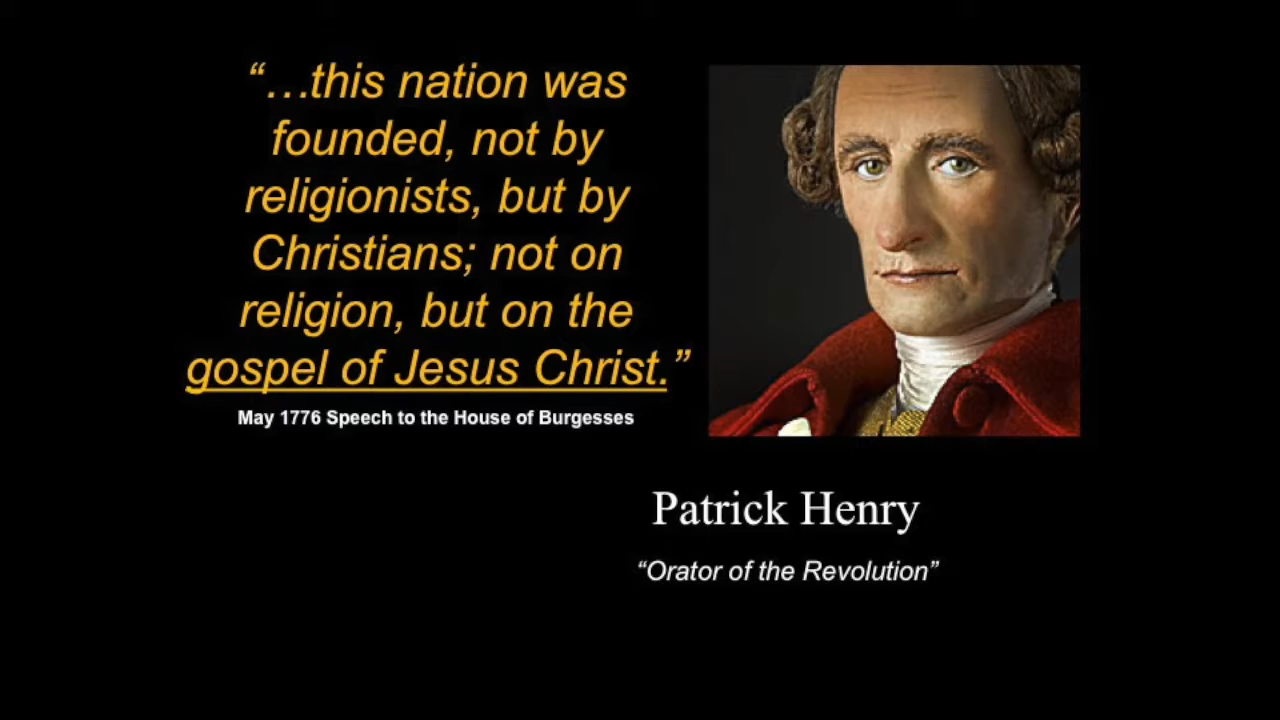 “…this nation was
founded, not by
religionists, but by
Christians; not on
religion, but on the
gospel of Jesus Christ.”
May 1776 Speech to the House of Burgesses
Patrick Henry
“Orator of the Revolution”